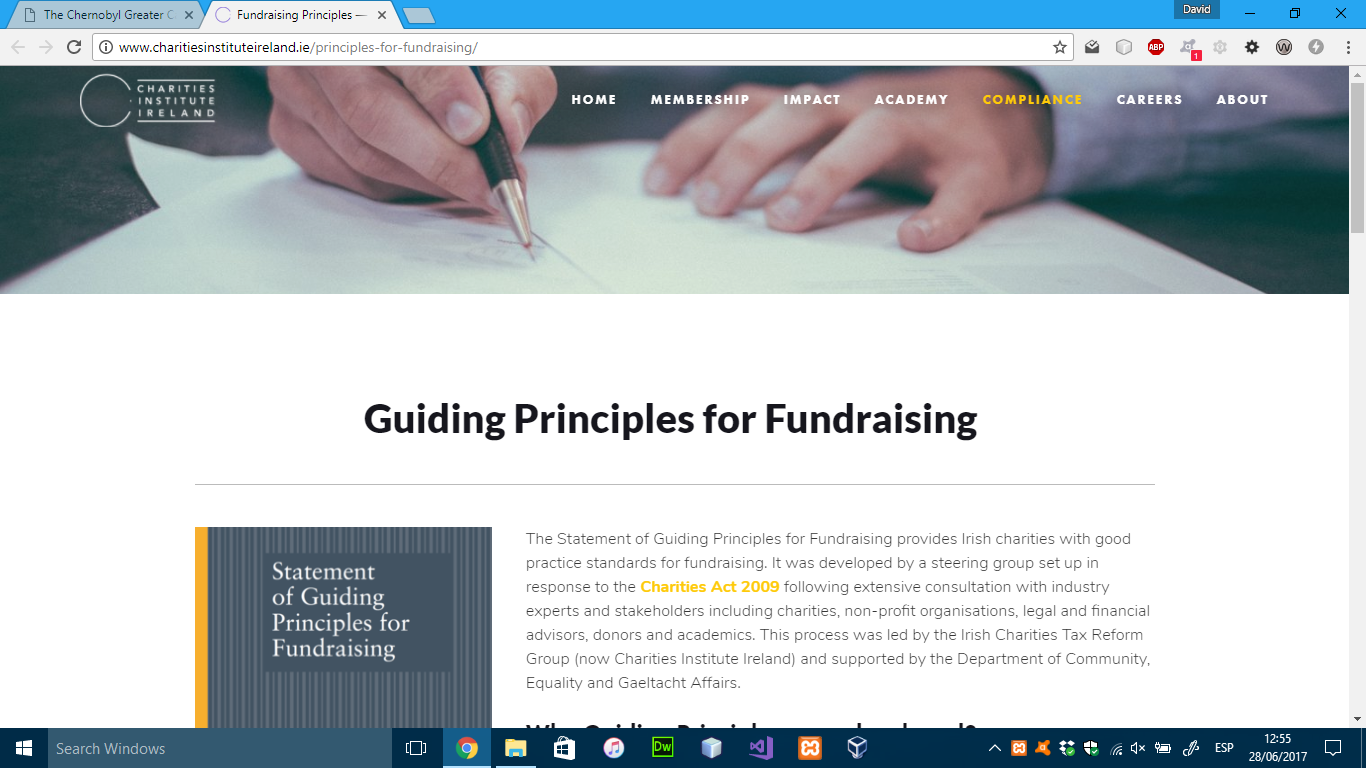 The Chernobyl Greater C
Fundraising Principles —
David
www.charitiesinstituteireland.ie/principles-for-fundraising/
ABP
1
CHARITIES
INSTITUTE
IRELAND
HOME MEMBERSHIP IMPACT ACADEMY COMPLIANCE CAREERS ABOUT
Guiding Principles for Fundraising
Statement
of Guiding
Principles for
Fundraising
The Statement of Guiding Principles for Fundraising provides Irish charities with good
practice standards for fundraising. It was developed by a steering group set up in
response to the Charities Act 2009 following extensive consultation with industry
experts and stakeholders including charities, non-profit organisations, legal and financial
advisors, donors and academics. This process was led by the Irish Charities Tax Reform
Group (now Charities Institute Ireland) and supported by the Department of Community,
Equality and Gaeltacht Affairs.
Search Windows
Dw
ESP
12:55
28/06/2017